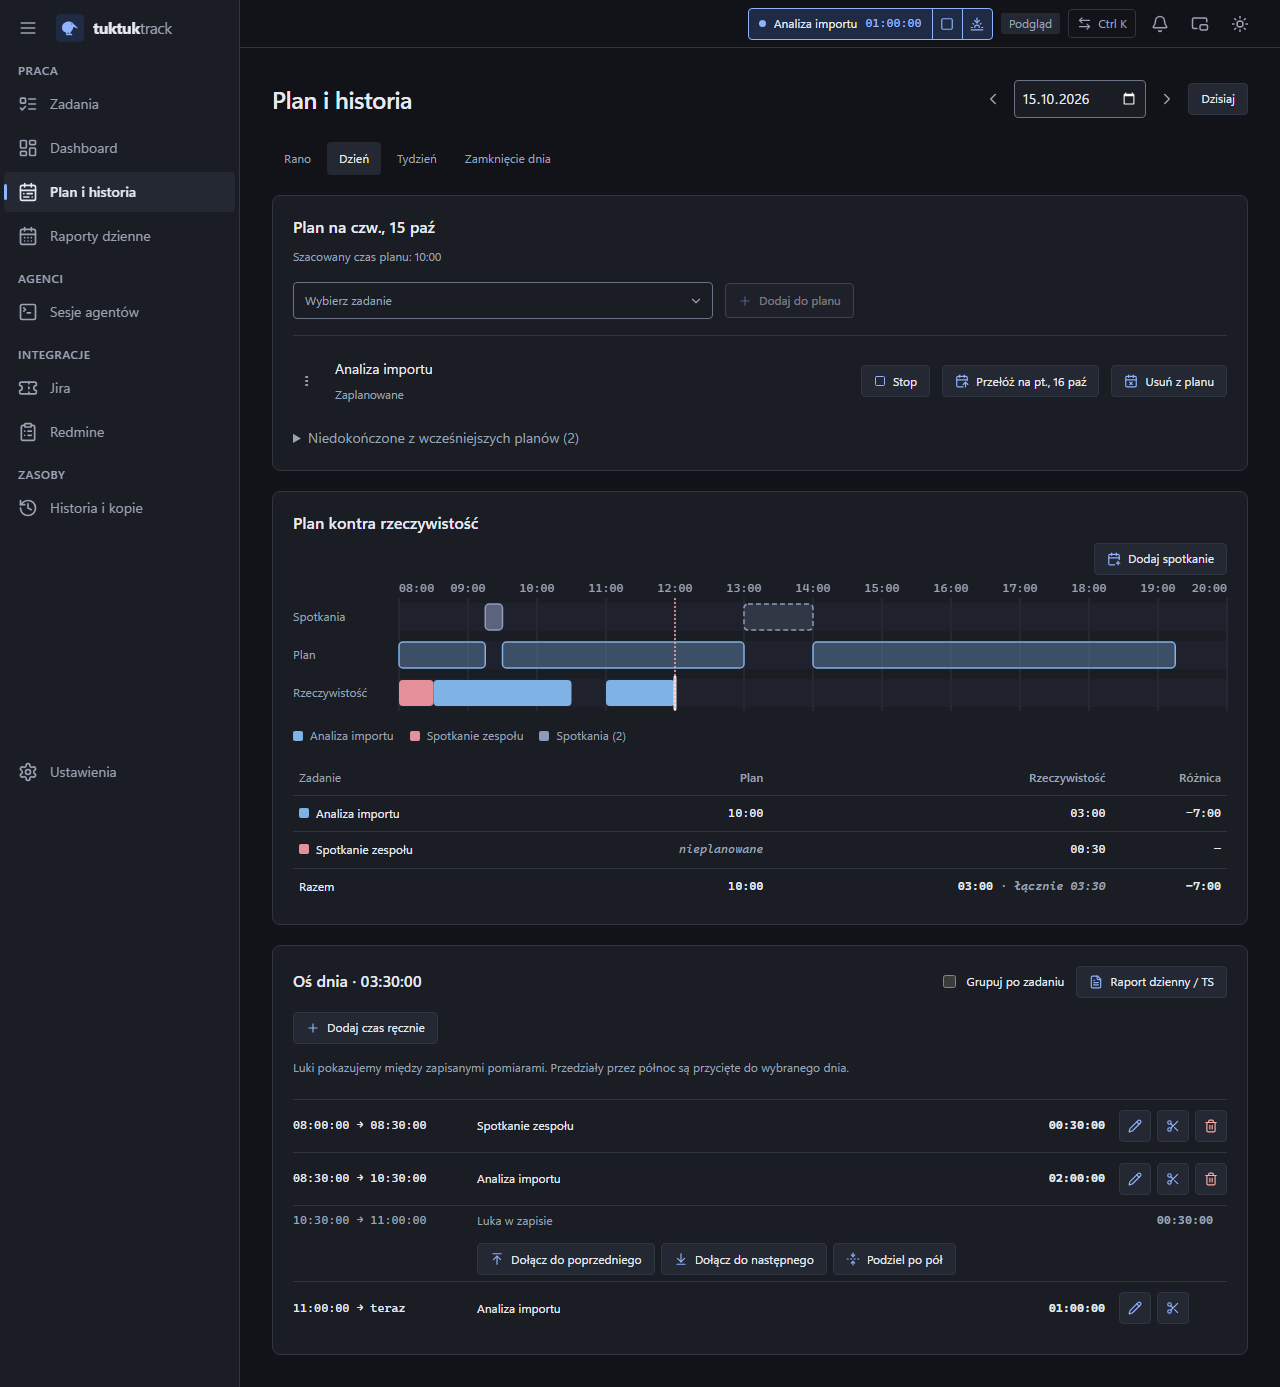 tuktuktrack
Analiza importu 01:00:00
Podgląd
Ctrl K
PRACA
Zadania
Dashboard
Plan i historia
Raporty dzienne
AGENCI
Sesje agentów
INTEGRACJE
Jira
Redmine
ZASOBY
Historia i kopie
Ustawienia
Plan i historia
15.10.2026
Dzisiaj
Rano Dzień Tydzień Zamknięcie dnia
Plan na czw., 15 paź
Szacowany czas planu: 10:00
Wybierz zadanie
Dodaj do planu
Analiza importu
Zaplanowane
Stop
Przełóż na pt., 16 paź
Usuń z planu
Niedokończone z wcześniejszych planów (2)
Plan kontra rzeczywistość
Dodaj spotkanie
08:00 09:00 10:00 11:00 12:00 13:00 14:00 15:00 16:00 17:00 18:00 19:00 20:00
Spotkania
Plan
Rzeczywistość
Analiza importu Spotkanie zespołu Spotkania (2)
Zadanie Plan Rzeczywistość Różnica
Analiza importu 10:00 03:00 −7:00
Spotkanie zespołu nieplanowane 00:30 —
Razem 10:00 03:00 · łącznie 03:30 −7:00
Oś dnia · 03:30:00
Grupuj po zadaniu
Raport dzienny / TS
Dodaj czas ręcznie
Luki pokazujemy między zapisanymi pomiarami. Przedziały przez północ są przycięte do wybranego dnia.
08:00:00 → 08:30:00 Spotkanie zespołu 00:30:00
08:30:00 → 10:30:00 Analiza importu 02:00:00
10:30:00 → 11:00:00 Luka w zapisie 00:30:00
Dołącz do poprzedniego Dołącz do następnego Podziel po pół
11:00:00 → teraz Analiza importu 01:00:00